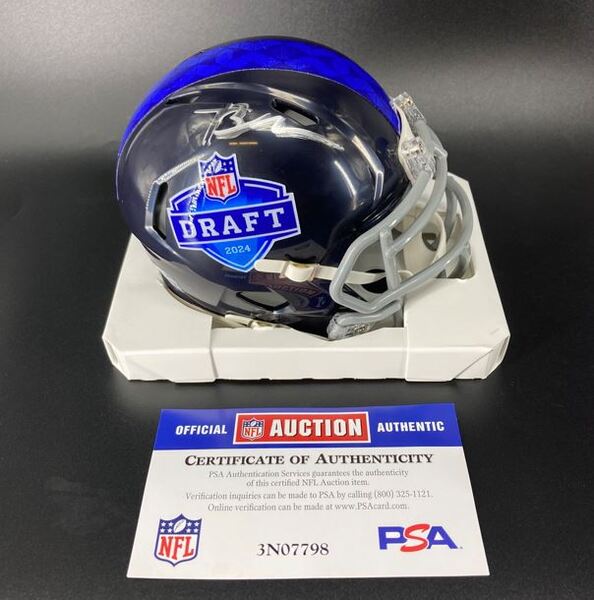 NFL
DRAFT
2024
AUCTION
OFFICIAL NFL AUCTION AUTHENTIC
CERTIFICATE OF AUTHENTICITY
PSA Authentication Services guarantees the authenticity
of this certified NFL Auction item.
Verification inquiries can be made to PSA by calling (800) 325-1121.
Online verification can be made at www.PSAcard.com.
NFL
3N07798
PSA